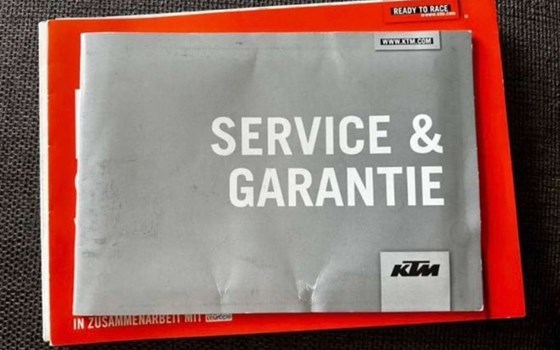 READY TO RACE
WWW.KTM.COM
SERVICE &
GARANTIE
KTM
IN ZUSAMMENARBEIT MIT